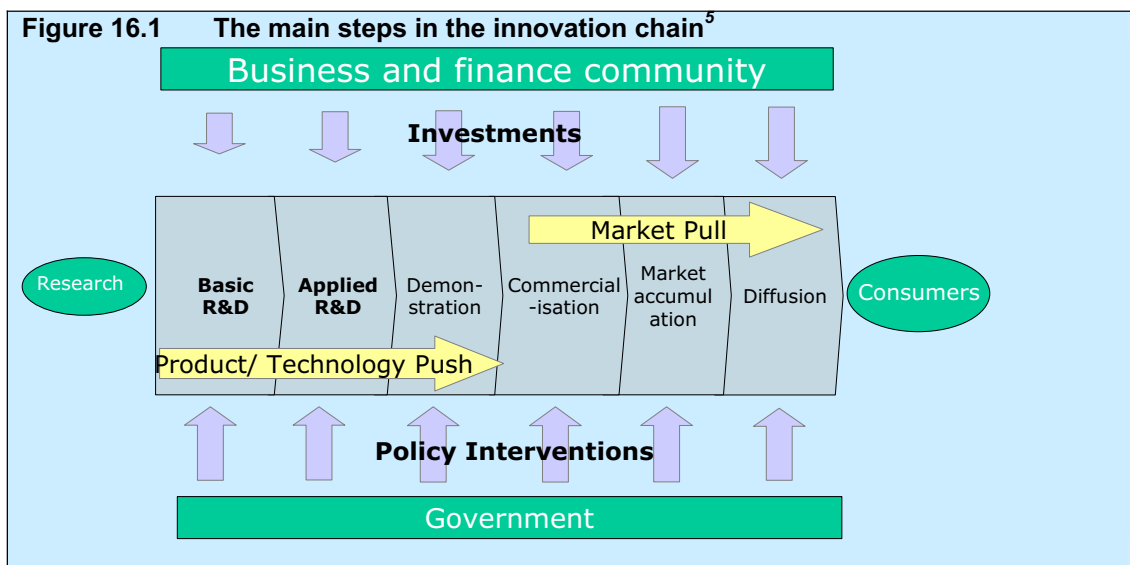 Figure 16.1 The main steps in the innovation chain5
Business and finance community
Investments
Market Pull
Research
Basic
R&D
Applied
R&D
Demon-
stration
Commercial
-isation
Market
accumul
ation
Diffusion
Consumers
Product/ Technology Push
Policy Interventions
Government